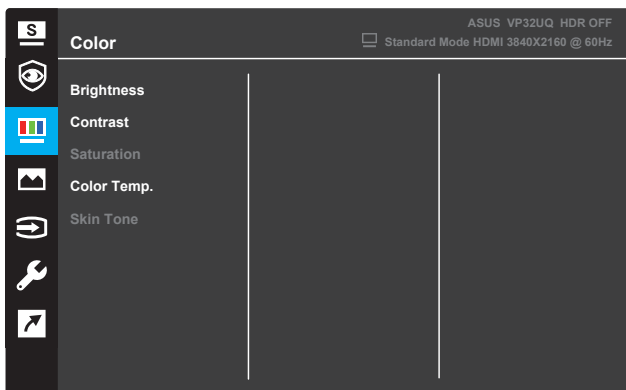 S
ASUS VP32UQ HDR OFF
Color
Standard Mode HDMI 3840X2160 @ 60Hz
Brightness
Contrast
Saturation
Color Temp.
Skin Tone